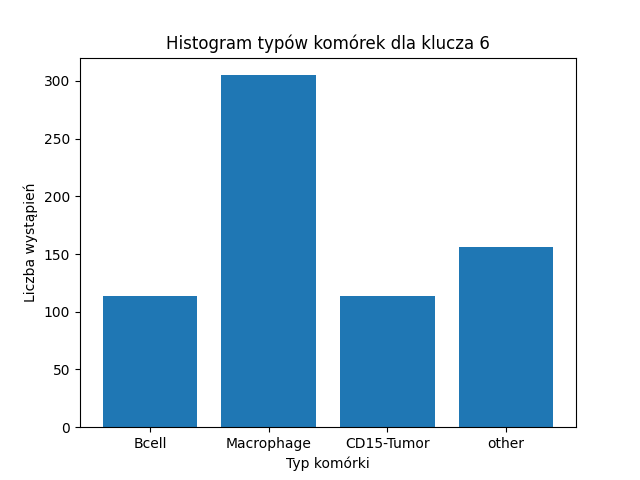 Histogram typów komórek dla klucza 6
Liczba wystąpień
300
250
200
150
100
50
0
Bcell Macrophage CD15-Tumor other
Typ komórki